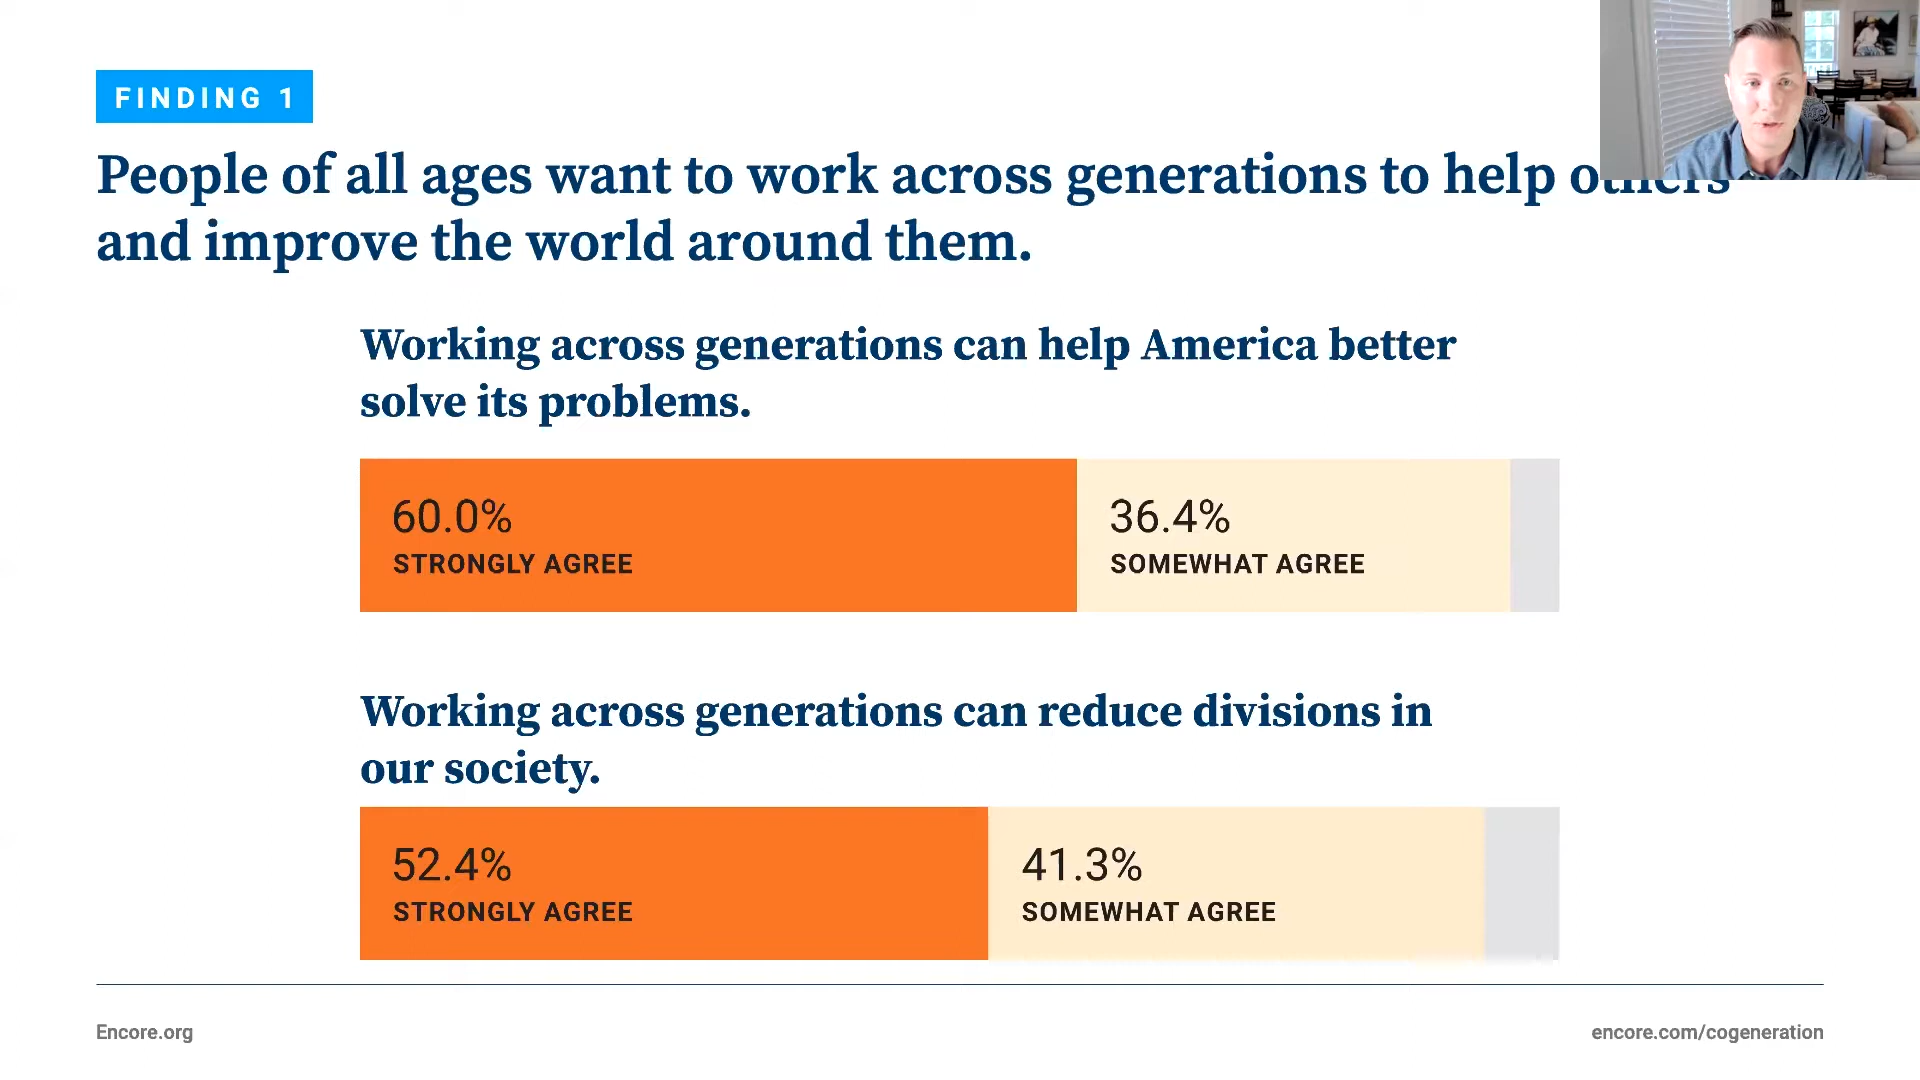 FINDING 1
People of all ages want to work across generations to help others
and improve the world around them.
Working across generations can help America better
solve its problems.
60.0%
STRONGLY AGREE
36.4%
SOMEWHAT AGREE
Working across generations can reduce divisions in
our society.
52.4%
STRONGLY AGREE
41.3%
SOMEWHAT AGREE
Encore.org
encore.com/cogeneration